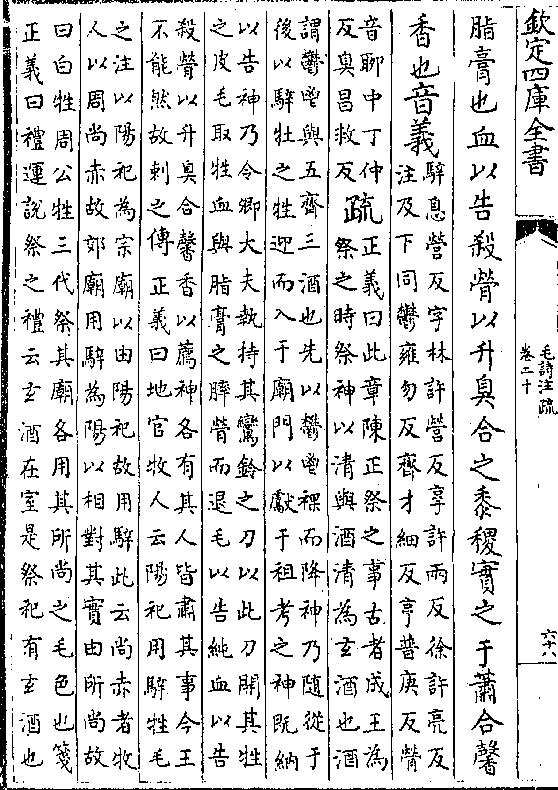 欽定四庫全書
毛詩注疏
卷二十
六十八
脂膏也血以告殺膋以升臭合之黍稷實之于蕭合馨
香也音義
騂息營反字林許營反享許兩反徐許亮反
注及下同鬱雍勿反齊才細反亨普庚反膋
音聊中丁仲
反臭昌救反
疏
正義曰此章陳正祭之事古者成王為
祭之時祭神以清與酒清為玄酒也酒
謂鬱鬯與五齊三酒也先以鬱鬯祼而降神乃隨從于
後以騂牡之牲迎而入于廟門以獻于祖考之神既納
以告神乃令卿大夫執持其鸞鈴之刀以此刀開其牲
之皮毛取牲血與脂膏之膟膋而退毛以告純血以告
殺膋以升臭合馨香以薦神各有其人皆肅其事今王
不能然故刺之傳正義曰地官牧人云陽祀用騂牲毛
之注以陽祀為宗廟以由陽祀故用騂此云尚赤者牧
人以周尚赤故郊廟用騂為陽以相對其實由所尚故
曰白牡周公牲三代祭其廟各用其所尚之毛色也箋
正義曰禮運說祭之禮云玄酒在室是祭祀有玄酒也